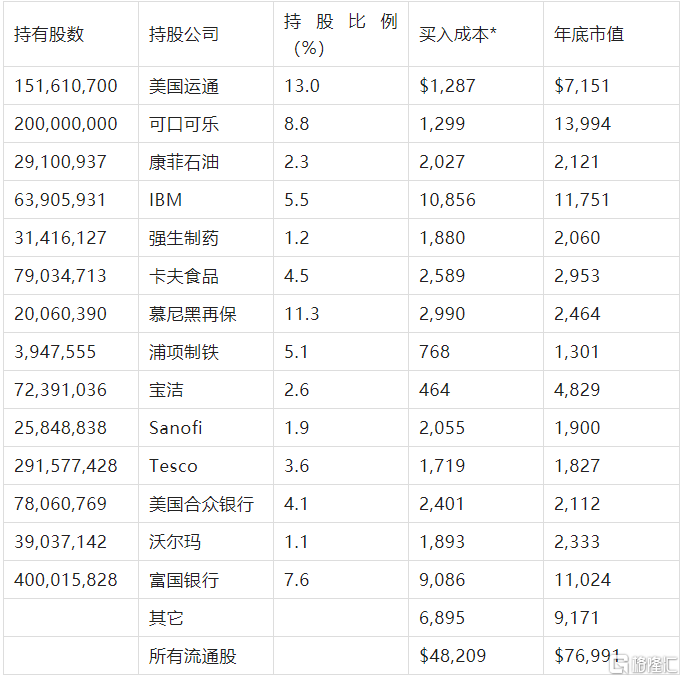 持有股数 持股公司 持股比例（%） 买入成本* 年底市值
151,610,700 美国运通 13.0 $1,287 $7,151
200,000,000 可口可乐 8.8 1,299 13,994
29,100,937 康菲石油 2.3 2,027 2,121
63,905,931 IBM 5.5 10,856 11,751
31,416,127 强生制药 1.2 1,880 2,060
79,034,713 卡夫食品 4.5 2,589 2,953
20,060,390 慕尼黑再保 11.3 2,990 2,464
3,947,555 浦项制铁 5.1 768 1,301
72,391,036 宝洁 2.6 464 4,829
25,848,838 Sanofi 1.9 2,055 1,900
291,577,428 Tesco 3.6 1,719 1,827
78,060,769 美国合众银行 4.1 2,401 2,112
39,037,142 沃尔玛 1.1 1,893 2,333
400,015,828 富国银行 7.6 9,086 11,024
其它 6,895 9,171
所有流通股 $48,209 $76,991
格隆汇